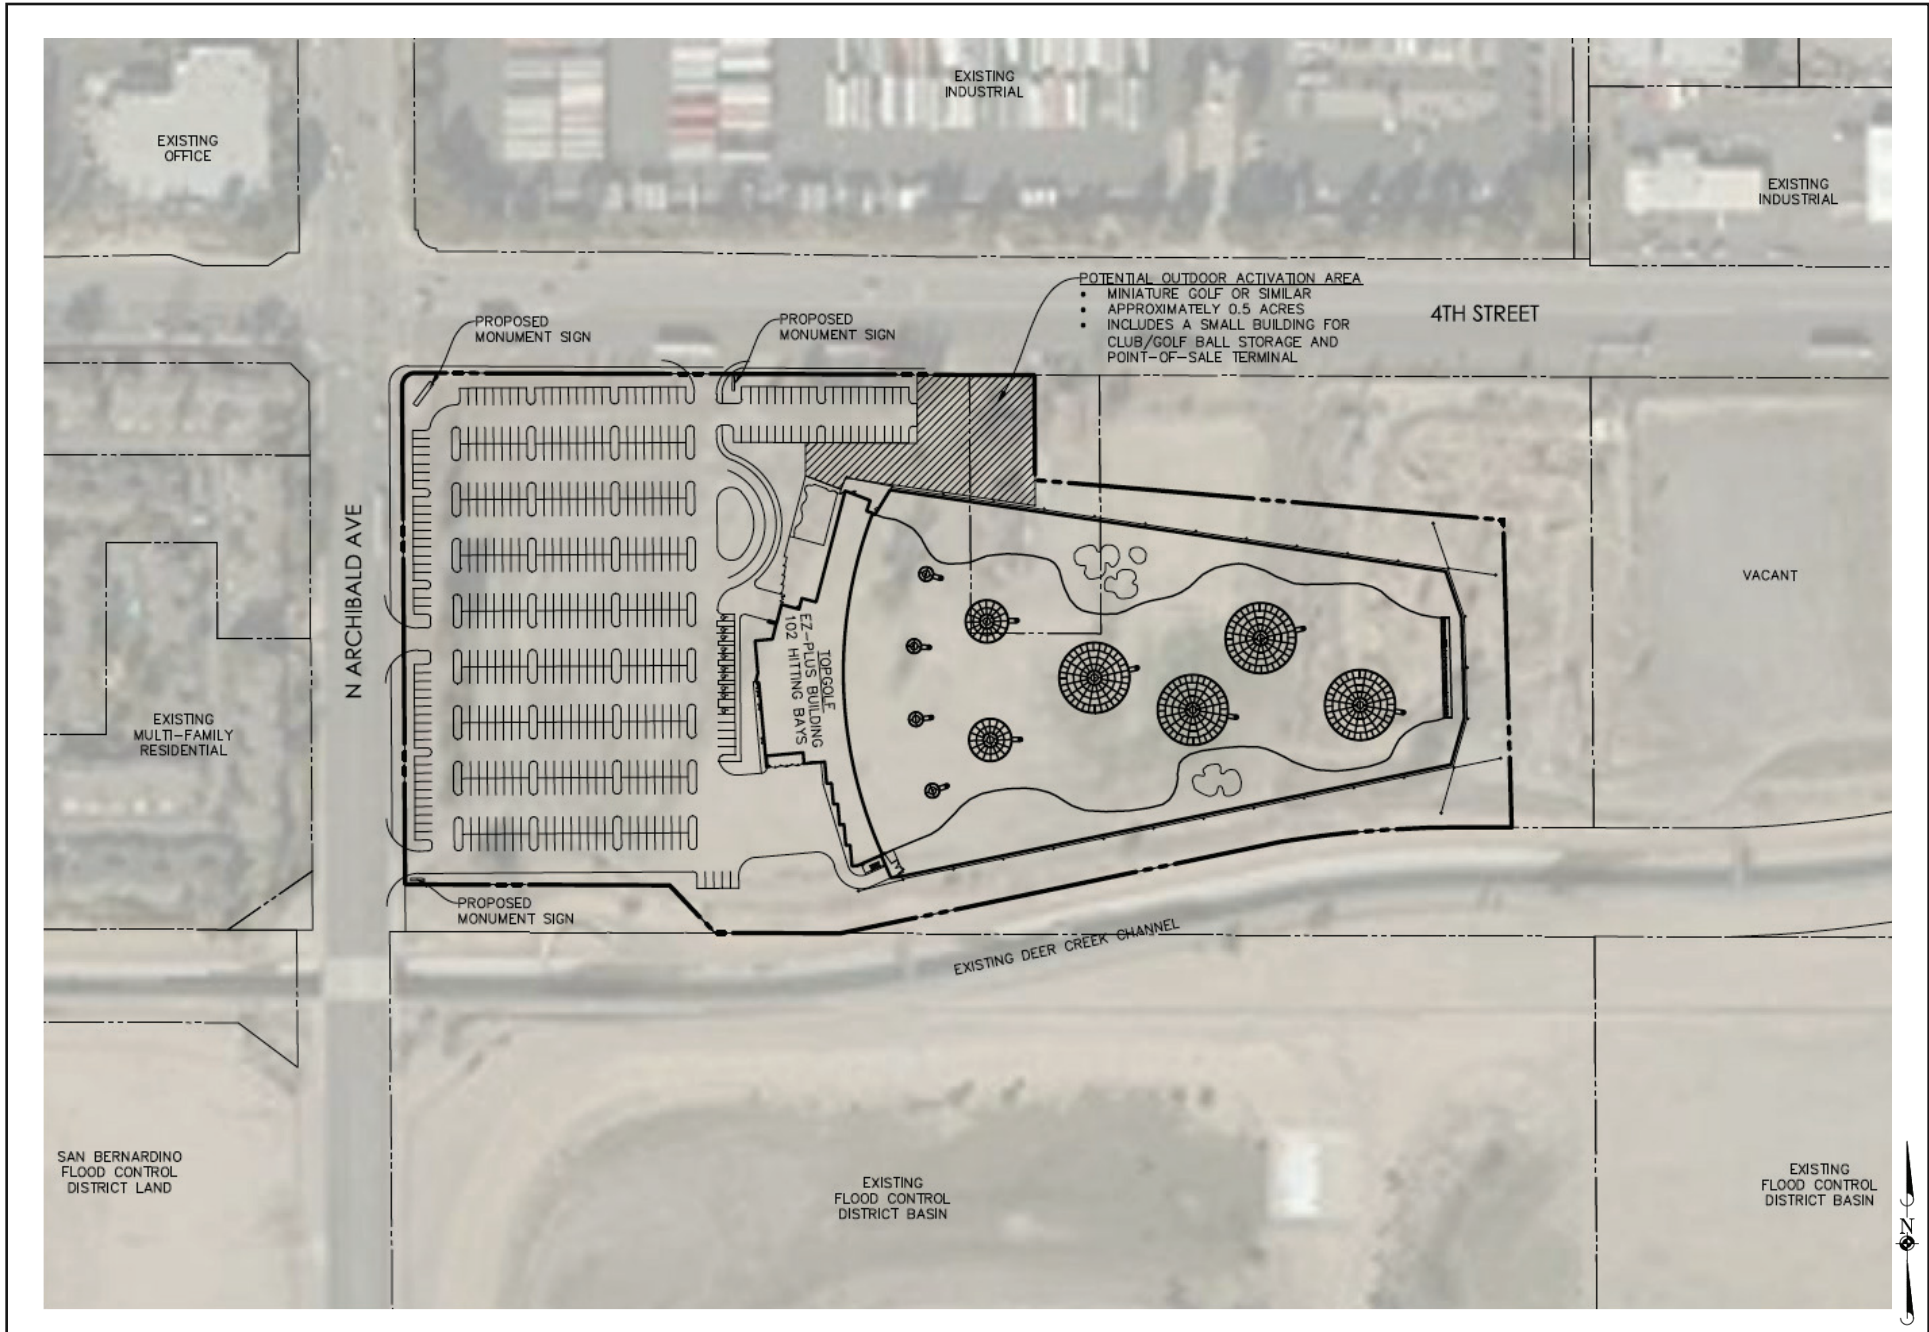 EXISTING
INDUSTRIAL
EXISTING
OFFICE
EXISTING
INDUSTRIAL
POTENTIAL OUTDOOR ACTIVATION AREA
• MINIATURE GOLF OR SIMILAR
• APPROXIMATELY 0.5 ACRES
• INCLUDES A SMALL BUILDING FOR
CLUB/GOLF BALL STORAGE AND
POINT-OF-SALE TERMINAL
4TH STREET
PROPOSED
MONUMENT SIGN
PROPOSED
MONUMENT SIGN
N ARCHIBALD AVE
VACANT
TOPGOLF
EZ-PLUS BUILDING
102 HITTING BAYS
EXISTING
MULTI-FAMILY
RESIDENTIAL
PROPOSED
MONUMENT SIGN
EXISTING DEER CREEK CHANNEL
SAN BERNARDINO
FLOOD CONTROL
DISTRICT LAND
EXISTING
FLOOD CONTROL
DISTRICT BASIN
EXISTING
FLOOD CONTROL
DISTRICT BASIN
N